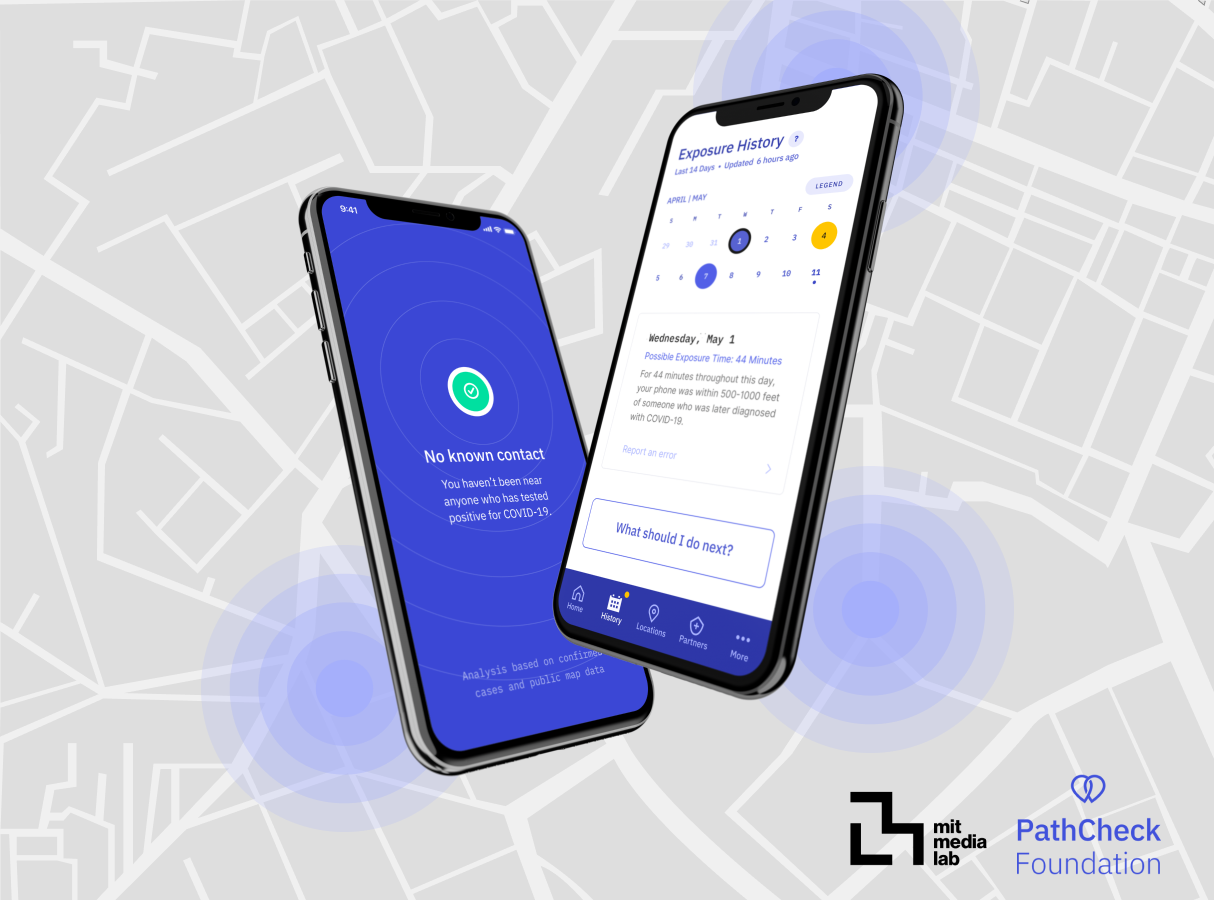 9:41
No known contact
You haven't been near
anyone who has tested
positive for COVID-19.
Analysis based on confirmed
cases and public map data
Exposure History ?
Last 14 Days • Updated 6 hours ago
LEGEND
APRIL | MAY
S M T W T F S
29 30 31 1 2 3 4
5 6 7 8 9 10 11
Wednesday, May 1
Possible Exposure Time: 44 Minutes
For 44 minutes throughout this day,
your phone was within 500-1000 feet
of someone who was later diagnosed
with COVID-19.
Report an error
What should I do next?
Home History Locations Partners More
mit
media
lab
PathCheck
Foundation